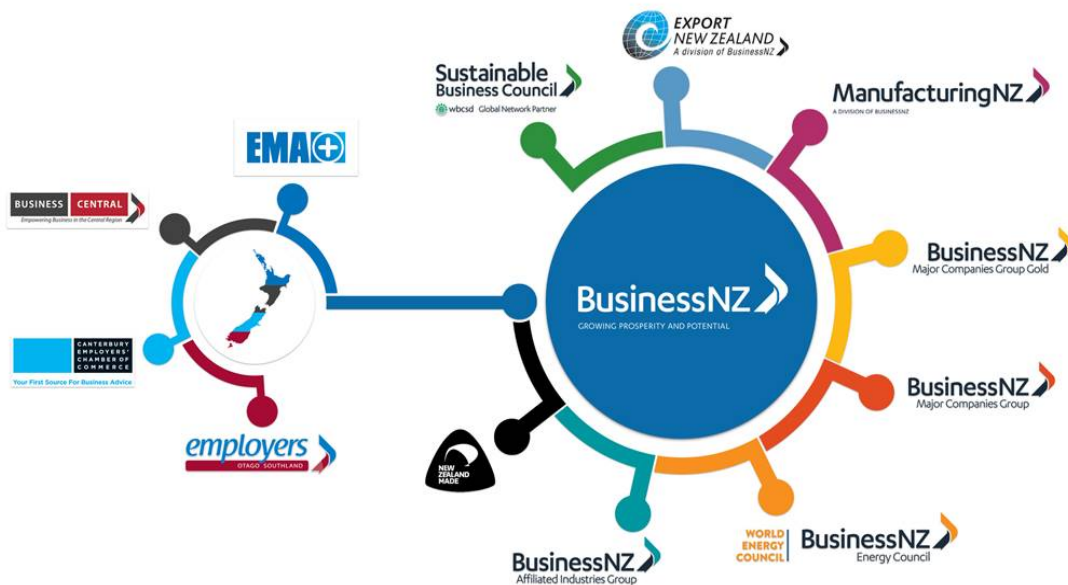 EXPORT
NEW ZEALAND
A division of BusinessNZ
Sustainable
Business Council
wbcsd Global Network Partner
ManufacturingNZ
A DIVISION OF BUSINESSNZ
EMA
BUSINESS CENTRAL
Empowering Business in the Central Region
BusinessNZ
Major Companies Group Gold
BusinessNZ
GROWING PROSPERITY AND POTENTIAL
CANTERBURY
EMPLOYERS'
CHAMBER OF
COMMERCE
Your First Source For Business Advice
BusinessNZ
Major Companies Group
employers
OTAGO SOUTHLAND
NEW
ZEALAND
MADE
WORLD
ENERGY
COUNCIL
BusinessNZ
Energy Council
BusinessNZ
Affiliated Industries Group